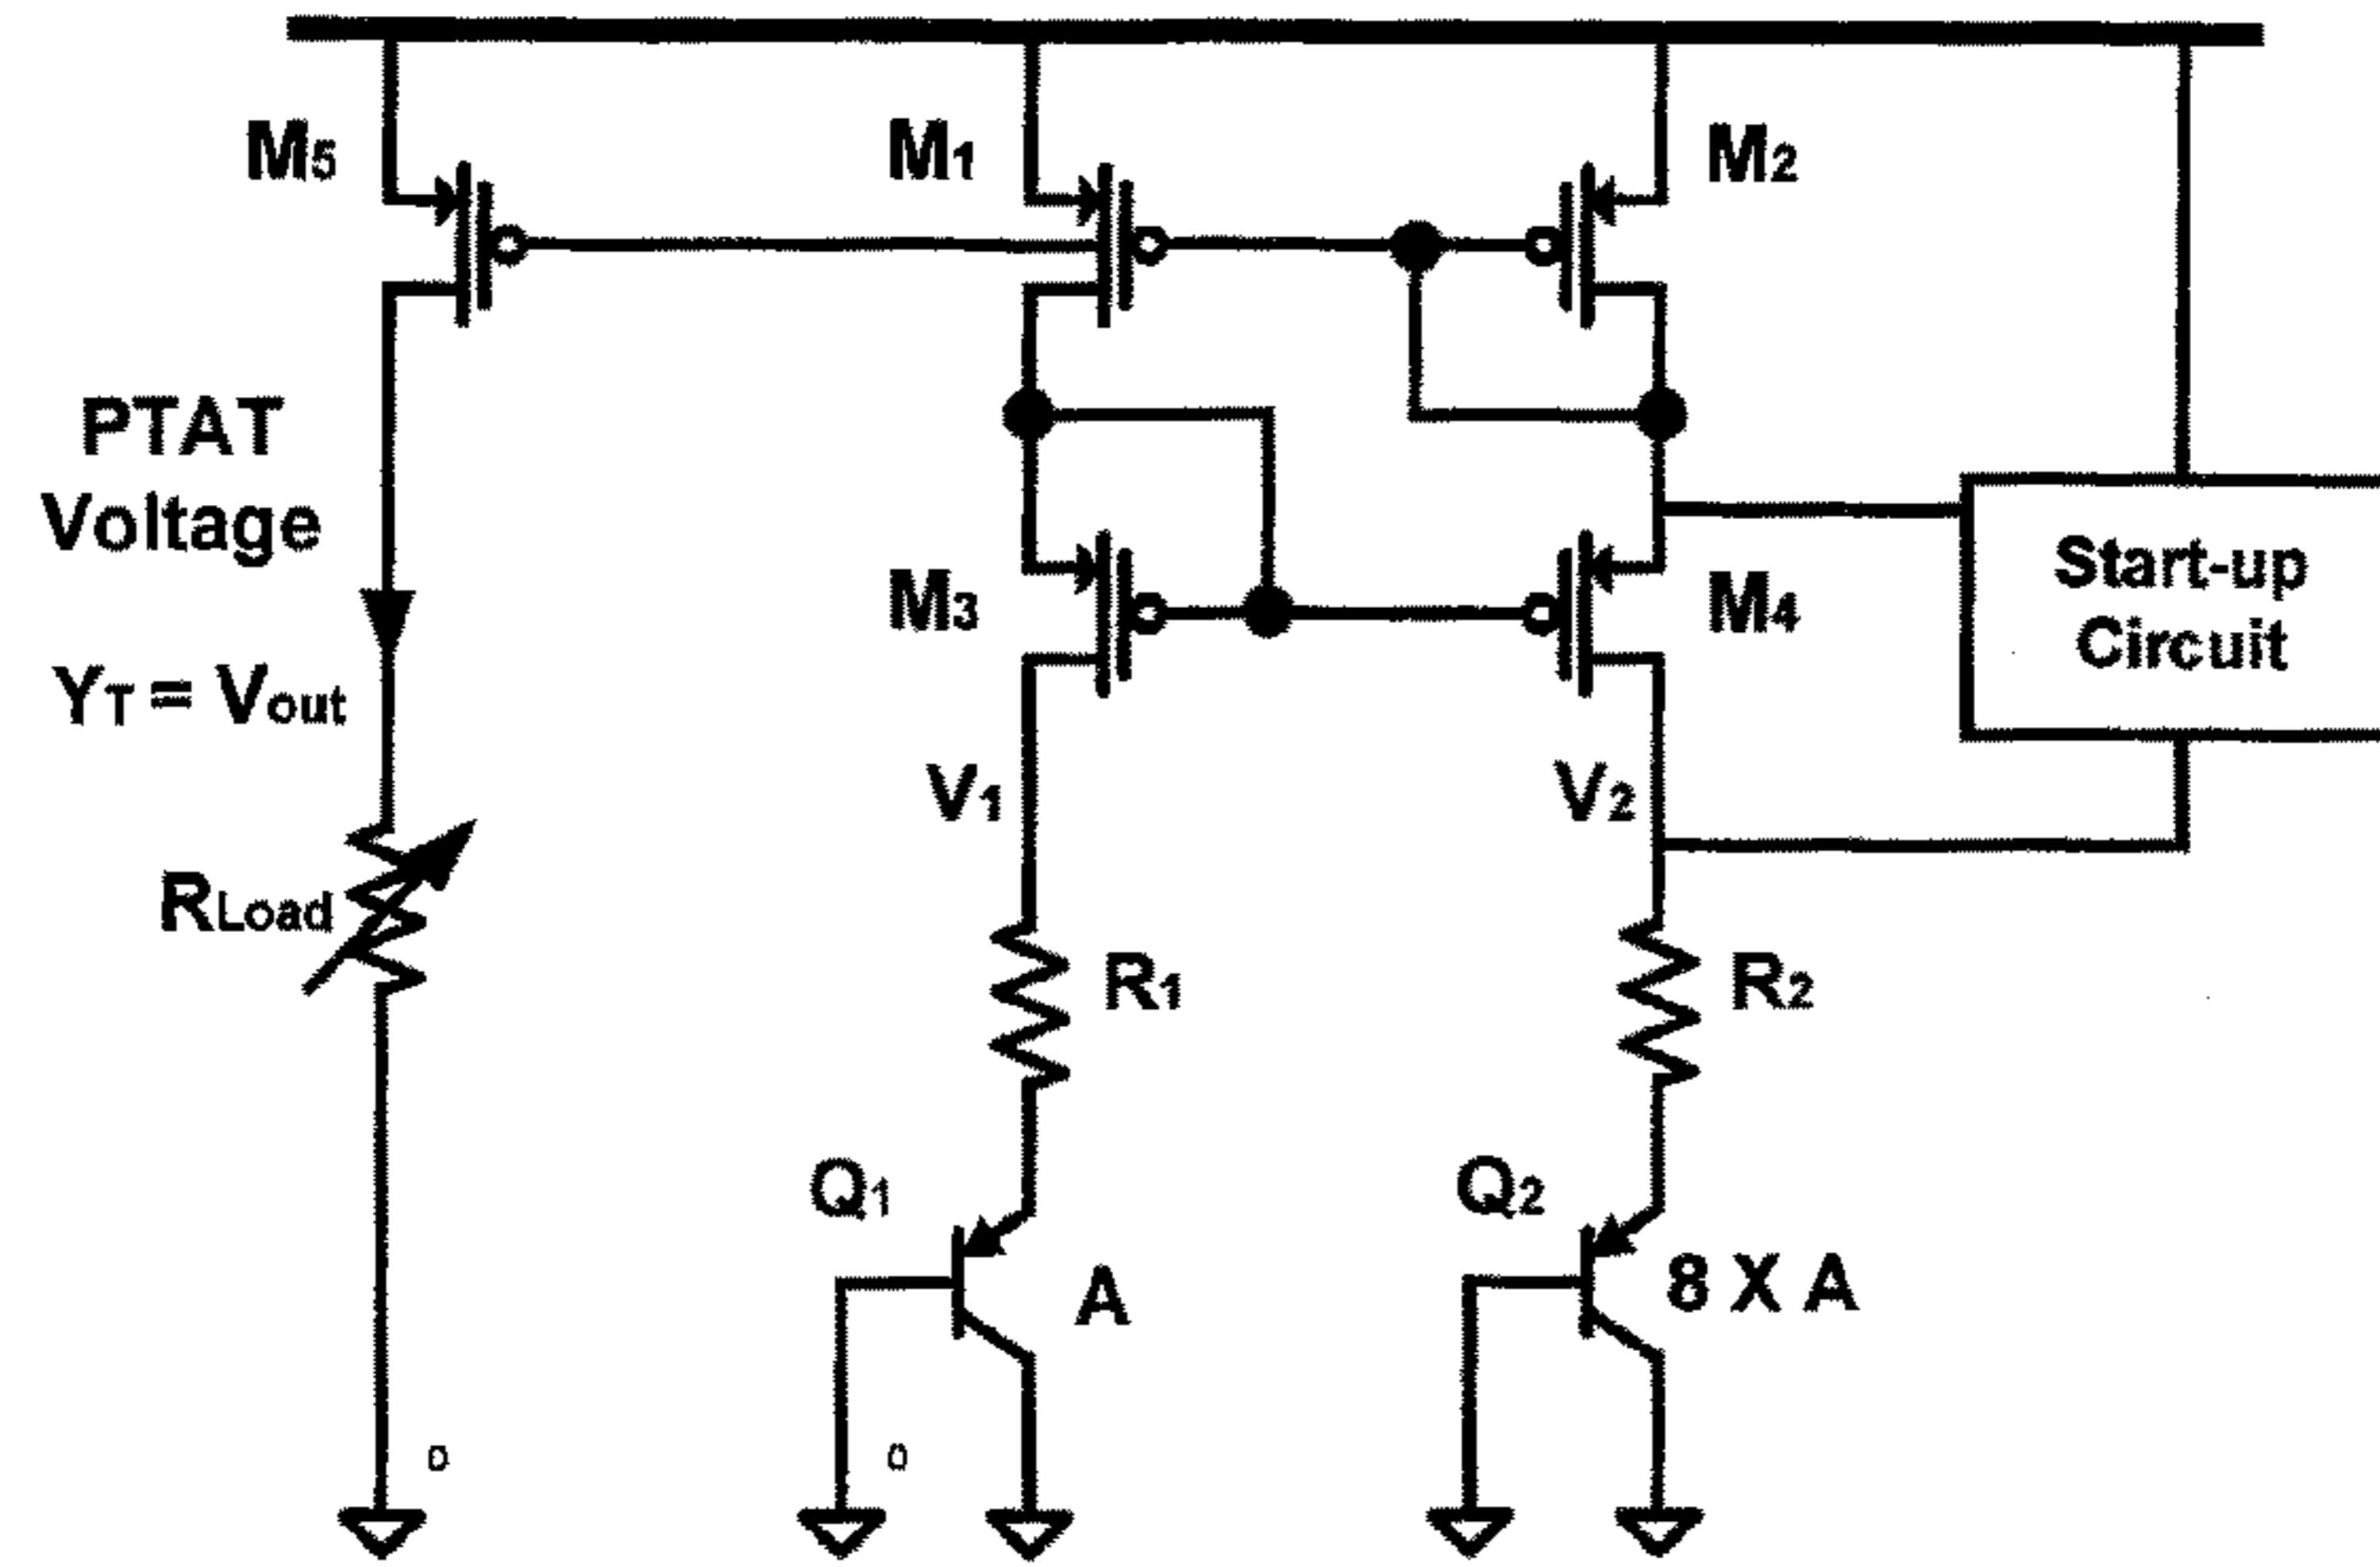 M5
M1
M2
PTAT
Voltage
M3
M4
Start-up
Circuit
YT = Vout
V1
V2
RLoad
R1
R2
Q1
Q2
A
8 X A
0
0